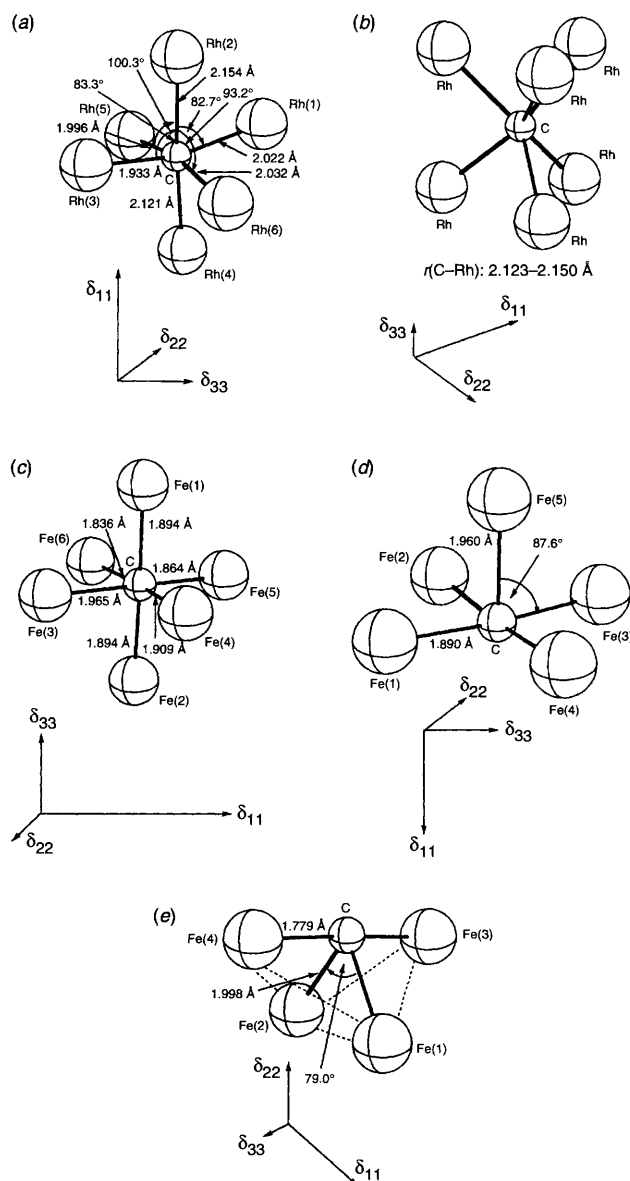 (a)
Rh(2)
100.3°
2.154 Å
83.3°
82.7°
93.2°
Rh(1)
Rh(5)
1.996 Å
2.022 Å
1.933 Å
C
2.032 Å
Rh(3)
2.121 Å
Rh(6)
Rh(4)
δ11
δ22
δ33
(b)
Rh
Rh
Rh
C
Rh
Rh
Rh
r(C–Rh): 2.123–2.150 Å
δ33
δ11
δ22
(c)
Fe(1)
1.836 Å
1.894 Å
Fe(6)
C
1.864 Å
Fe(5)
1.965 Å
Fe(3)
Fe(4)
1.894 Å
1.909 Å
Fe(2)
δ33
δ11
δ22
(d)
Fe(5)
1.960 Å
87.6°
Fe(2)
Fe(3)
1.890 Å
C
Fe(1)
Fe(4)
δ22
δ33
δ11
(e)
C
1.779 Å
Fe(4)
Fe(3)
1.998 Å
Fe(2)
Fe(1)
79.0°
δ22
δ33
δ11